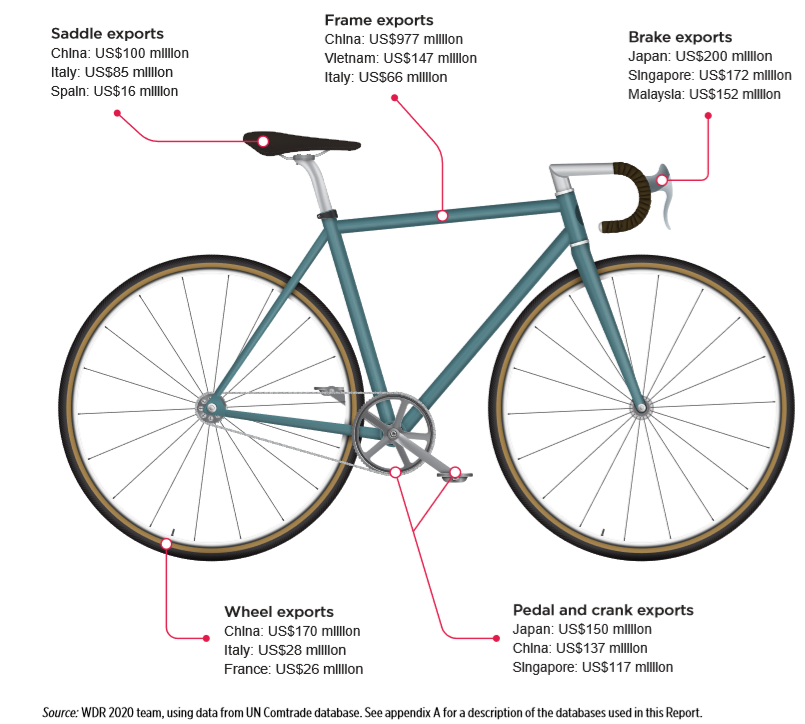 Saddle exports
China: US$100 million
Italy: US$85 million
Spain: US$16 million
Frame exports
China: US$977 million
Vietnam: US$147 million
Italy: US$66 million
Brake exports
Japan: US$200 million
Singapore: US$172 million
Malaysia: US$152 million
Wheel exports
China: US$170 million
Italy: US$28 million
France: US$26 million
Pedal and crank exports
Japan: US$150 million
China: US$137 million
Singapore: US$117 million
Source: WDR 2020 team, using data from UN Comtrade database. See appendix A for a description of the databases used in this Report.